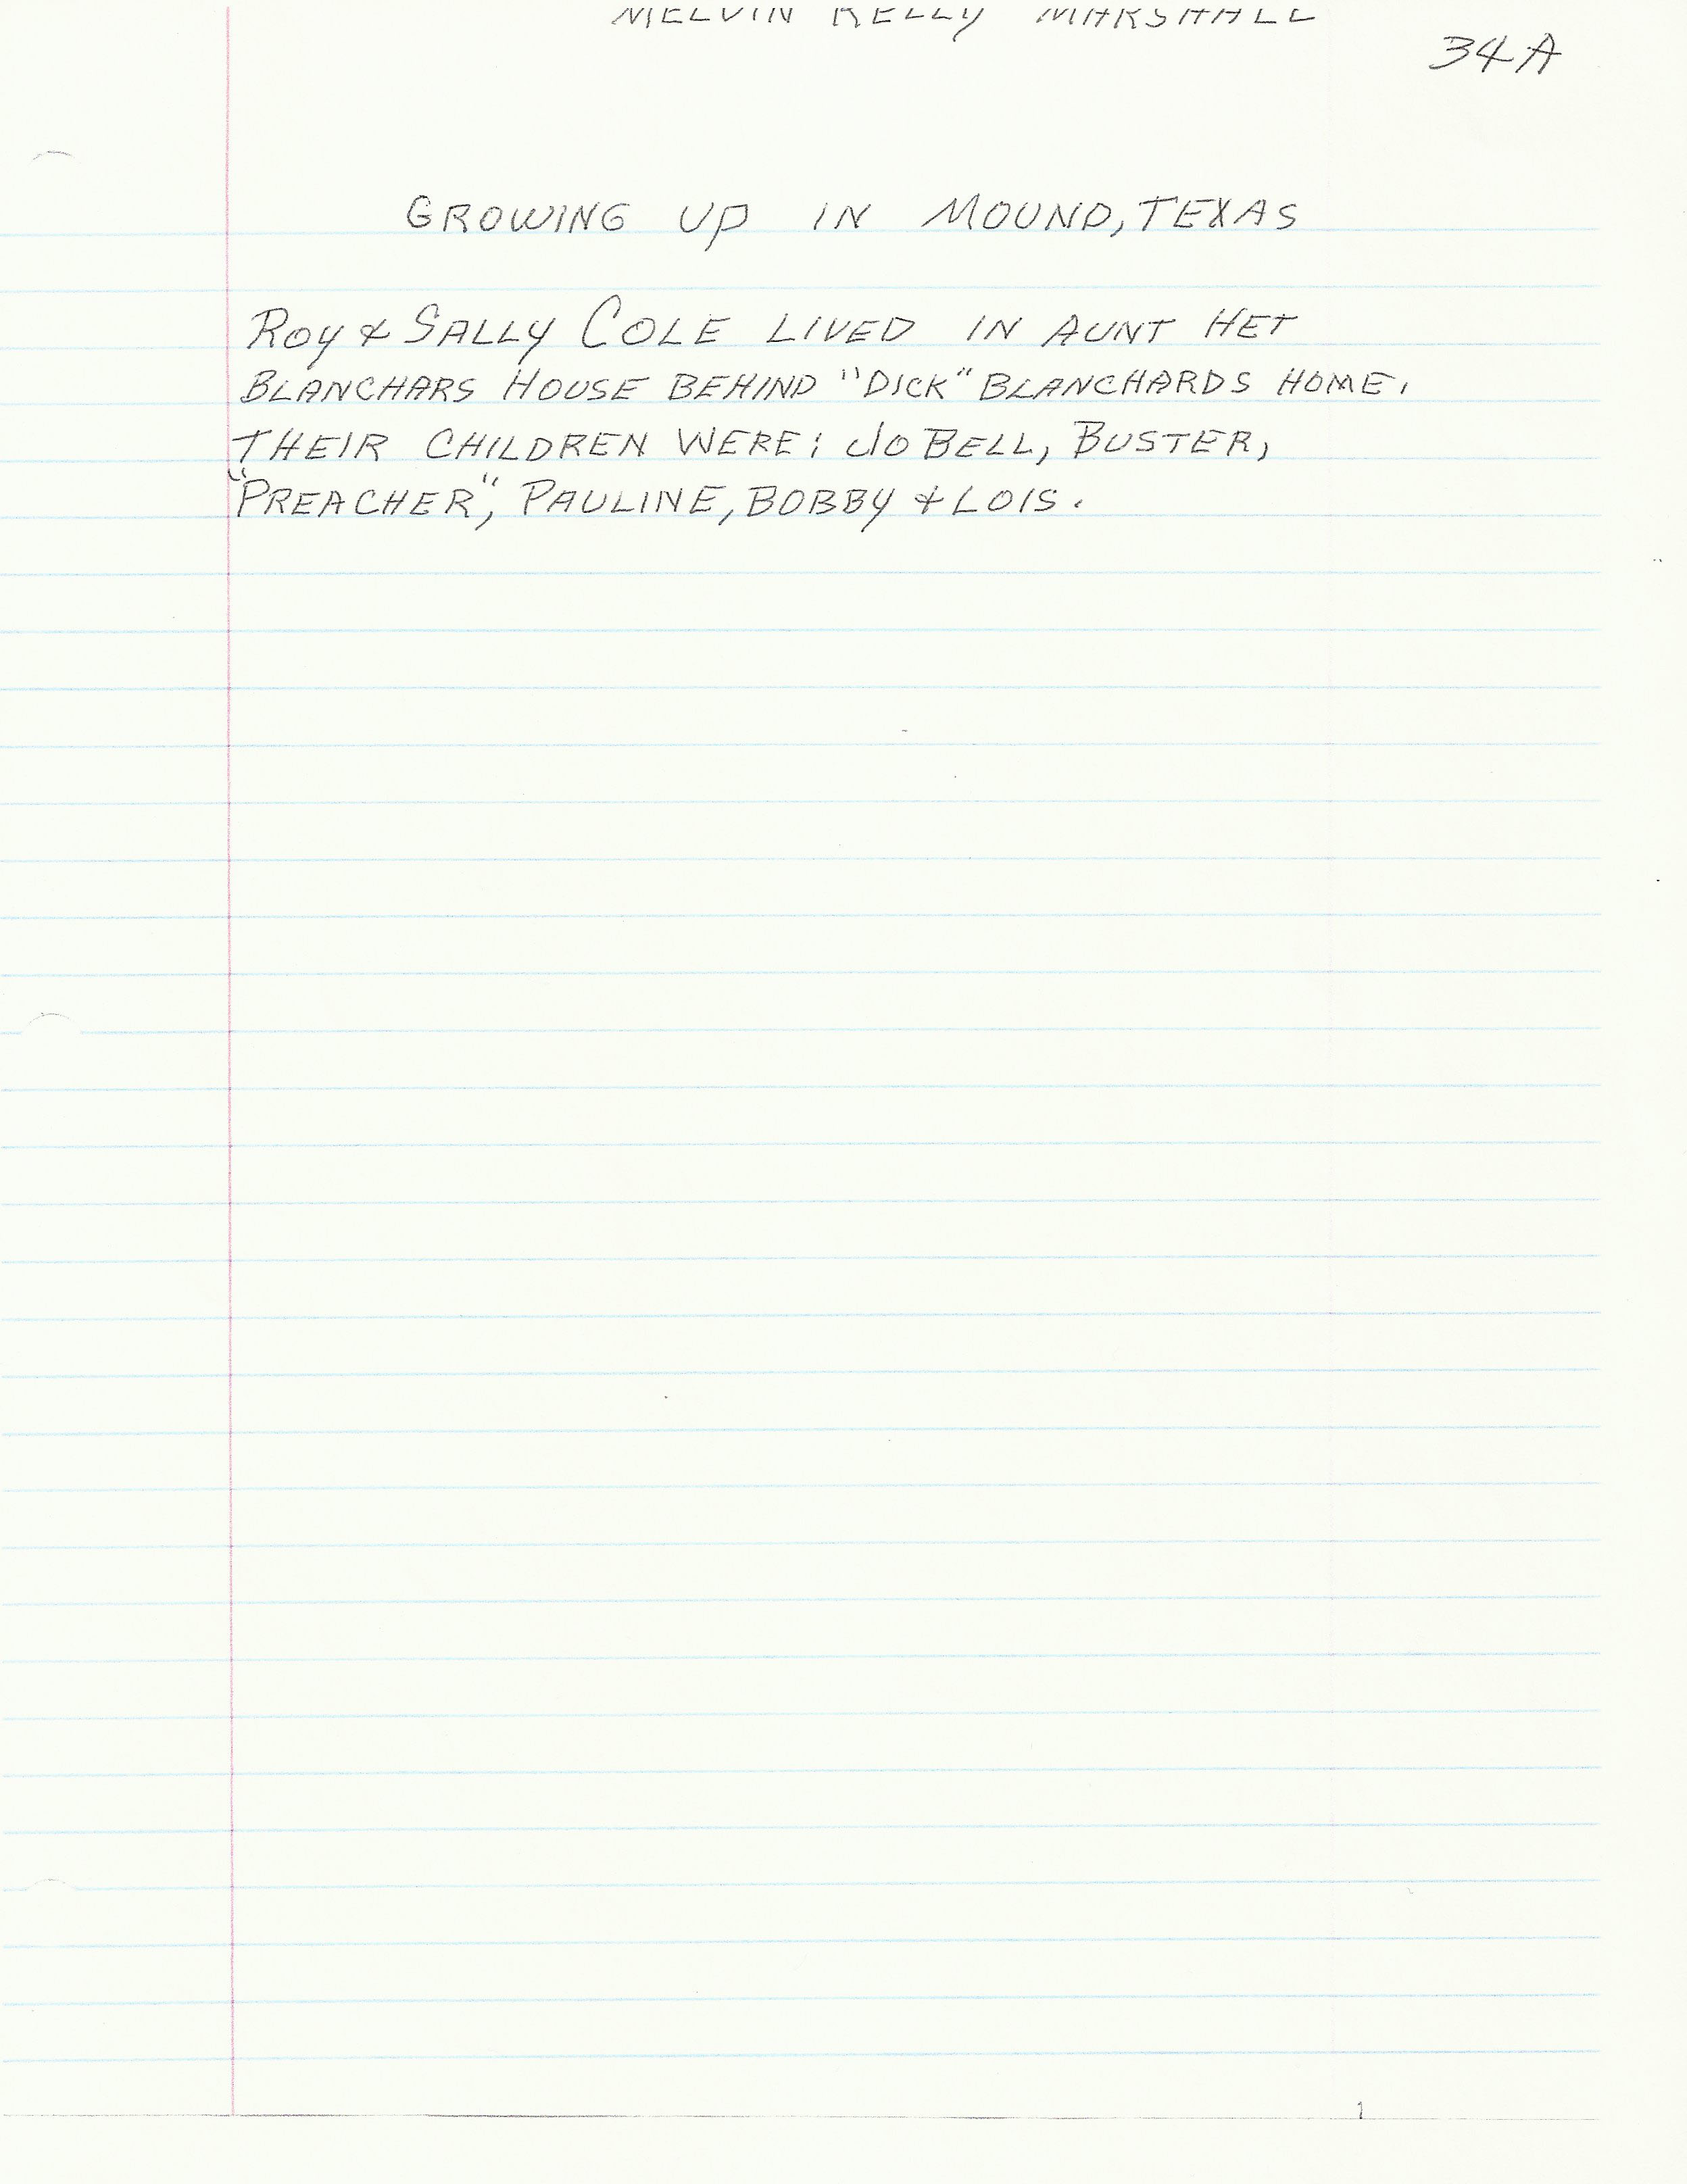 MELVIN KELLY MARSHALL
34A
GROWING UP IN MOUND, TEXAS
ROY & SALLY COLE LIVED IN AUNT HET
BLANCHARS HOUSE BEHIND "DICK" BLANCHARDS HOME.
THEIR CHILDREN WERE: JO BELL, BUSTER,
"PREACHER", PAULINE, BOBBY & LOIS.
1